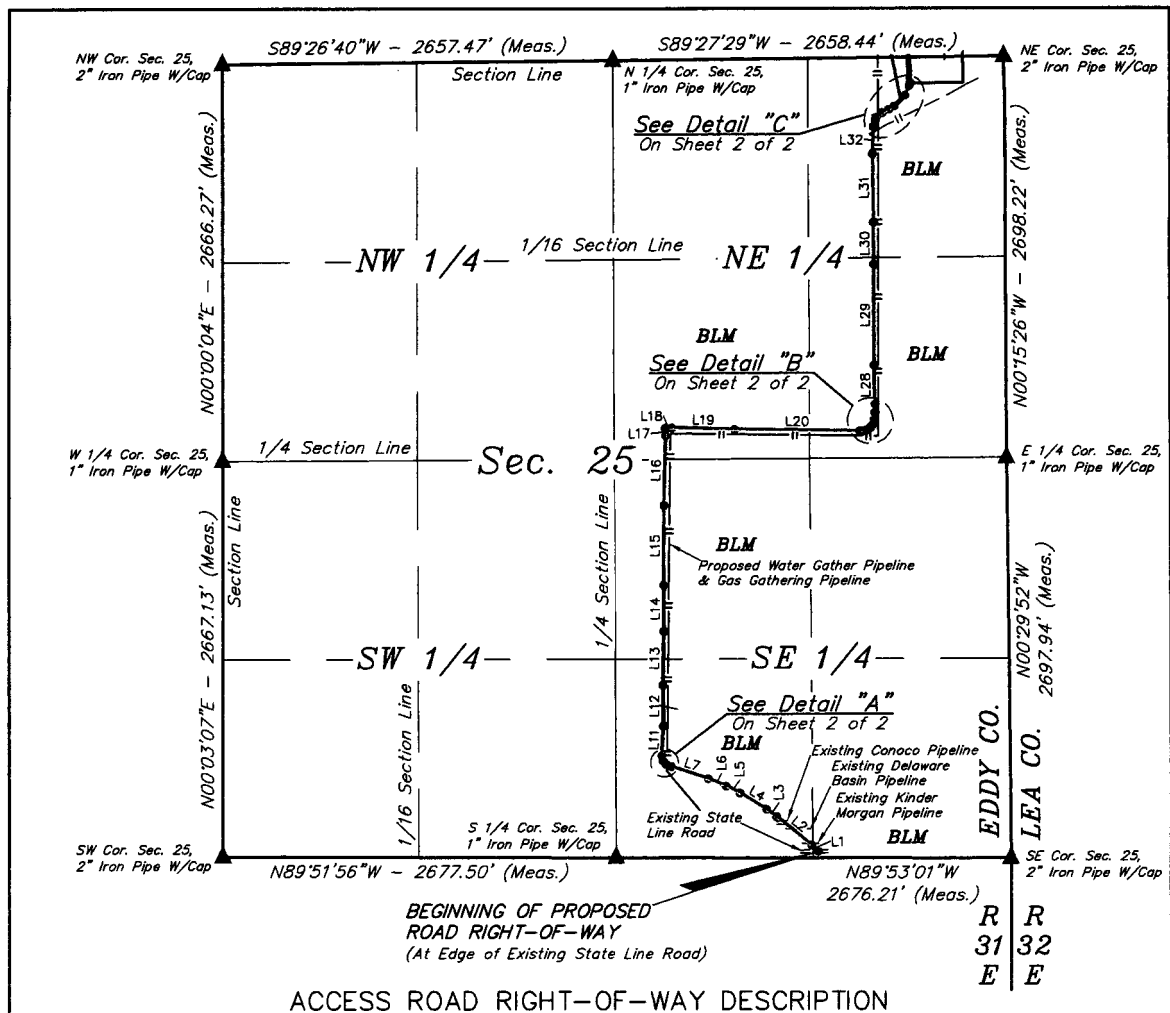 S89°26'40"W - 2657.47' (Meas.)
S89°27'29"W - 2658.44' (Meas.)
NW Cor. Sec. 25,
2" Iron Pipe W/Cap
Section Line
N 1/4 Cor. Sec. 25,
1" Iron Pipe W/Cap
NE Cor. Sec. 25,
2" Iron Pipe W/Cap
See Detail "C"
On Sheet 2 of 2
L32
BLM
L31
N00°00'04"E - 2666.27' (Meas.)
N00°15'26"W - 2698.22' (Meas.)
1/16 Section Line
NW 1/4
NE 1/4
L30
L29
BLM
BLM
See Detail "B"
On Sheet 2 of 2
L28
L18
L19
L20
L17
W 1/4 Cor. Sec. 25,
1" Iron Pipe W/Cap
1/4 Section Line
Sec. 25
L16
E 1/4 Cor. Sec. 25,
1" Iron Pipe W/Cap
N00°03'07"E - 2667.13' (Meas.)
Section Line
1/4 Section Line
L15
BLM
Proposed Water Gather Pipeline
& Gas Gathering Pipeline
N00°29'52"W
2697.94' (Meas.)
L14
SW 1/4
SE 1/4
L13
L12
See Detail "A"
On Sheet 2 of 2
L11
BLM
L7
L6
L5
L4
L3
L2
L1
Existing Conoco Pipeline
Existing Delaware
Basin Pipeline
Existing Kinder
Morgan Pipeline
BLM
1/16 Section Line
Existing State
Line Road
EDDY CO.
LEA CO.
SW Cor. Sec. 25,
2" Iron Pipe W/Cap
S 1/4 Cor. Sec. 25,
1" Iron Pipe W/Cap
SE Cor. Sec. 25,
2" Iron Pipe W/Cap
N89°51'56"W - 2677.50' (Meas.)
N89°53'01"W
2676.21' (Meas.)
BEGINNING OF PROPOSED
ROAD RIGHT-OF-WAY
(At Edge of Existing State Line Road)
R R
31 32
E E
ACCESS ROAD RIGHT-OF-WAY DESCRIPTION